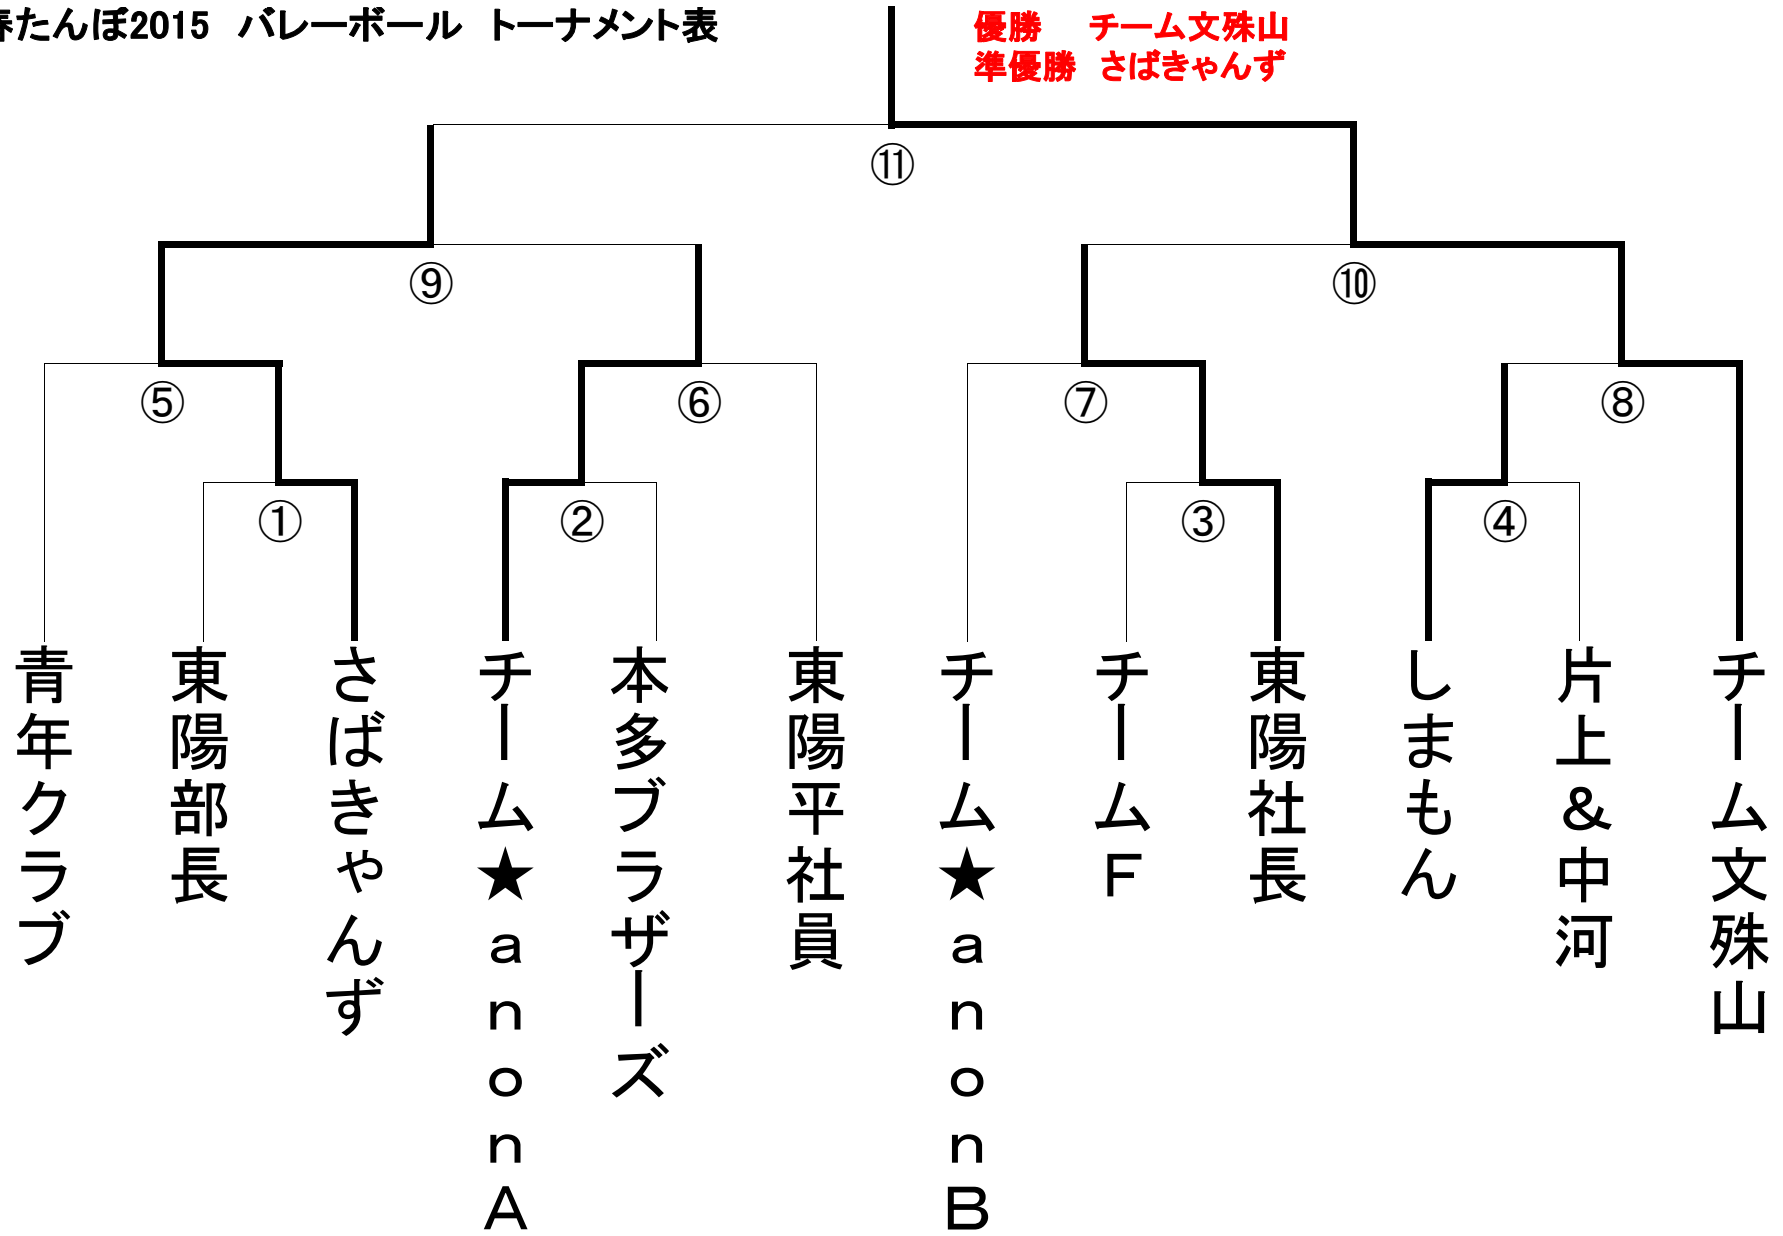 春たんぼ2015　バレーボール　トーナメント表
優勝　チーム文殊山
準優勝　さばきゃんず
⑪
⑨
⑩
⑤
⑥
⑦
⑧
①
②
③
④
青年クラブ
東陽部長
さばきゃんず
チーム★anonA
本多ブラザーズ
東陽平社員
チーム★anonB
チームF
東陽社長
しまもん
片上&中河
チーム文殊山